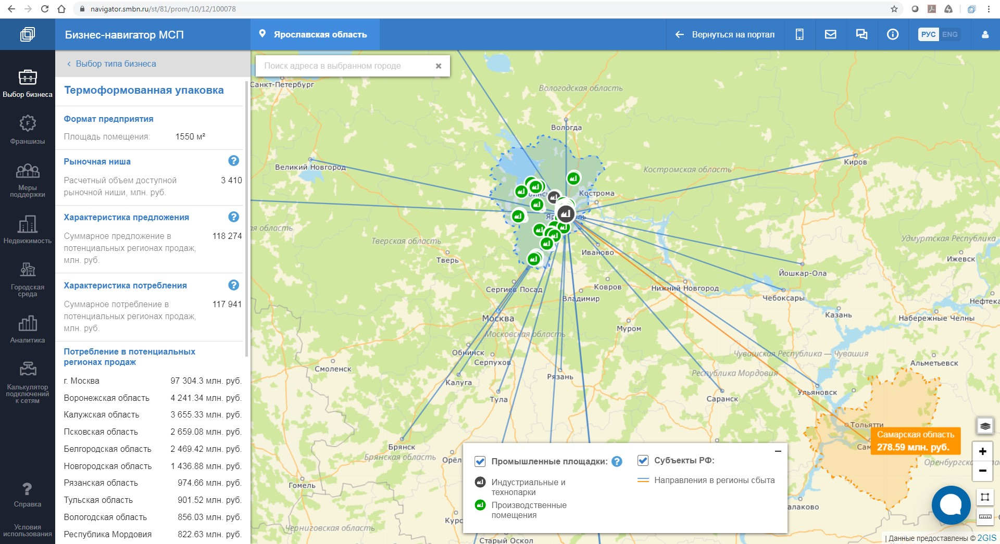 navigator.smbn.ru/st/81/prom/10/12/100078
Бизнес-навигатор МСП
Ярославская область
Вернуться на портал
РУС ENG
Выбор бизнеса
Франшизы
Меры
поддержки
Недвижимость
Городская
среда
Аналитика
Калькулятор
подключений
к сетям
Справка
Условия
использования
Выбор типа бизнеса
Термоформованная упаковка
Формат предприятия
Площадь помещения: 1550 м²
Рыночная ниша
Расчетный объем доступной 3 410
рыночной ниши, млн. руб.
Характеристика предложения
Суммарное предложение в 118 274
потенциальных регионах продаж,
млн. руб.
Характеристика потребления
Суммарное потребление в 117 941
потенциальных регионах продаж,
млн. руб.
Потребление в потенциальных
регионах продаж
г. Москва 97 304.3 млн. руб.
Воронежская область 4 241.34 млн. руб.
Калужская область 3 655.33 млн. руб.
Псковская область 2 659.08 млн. руб.
Белгородская область 2 469.42 млн. руб.
Новгородская область 1 436.88 млн. руб.
Рязанская область 974.66 млн. руб.
Тульская область 901.52 млн. руб.
Вологодская область 856.03 млн. руб.
Республика Мордовия 822.63 млн. руб.
Поиск адреса в выбранном городе
Санкт-Петербург
Вологодская область
Вологда
Великий Новгород
Костромская область
Киров
Кострома
ая область
Тверская область
Тверь
Иваново
Удмуртская Республика
Ижевск
Йошкар-Ола
Сергиев Посад
Ковров
Нижний Новгород
Владимир
Чебоксары
Нефтека
Казань
Набережные Челны
Москва
Московская область
Муром
Обнинск
Серпухов
Чувашская Республика — Чувашия
Альметьевск
Смоленск
Рязань
Республика Мордовия
Калуга
Тула
Саранск
Ульяновск
Тольятти
Самарская область
278.59 млн. руб.
Сам
Брянск
Брянская область
Орёл
Оренбургска
Гомель
алаково
Курс
Черниговская область
Старый Оскол
Промышленные площадки:
Индустриальные и
технопарки
Производственные
помещения
Субъекты РФ:
Направления в регионы сбыта
| Данные предоставлены © 2GIS